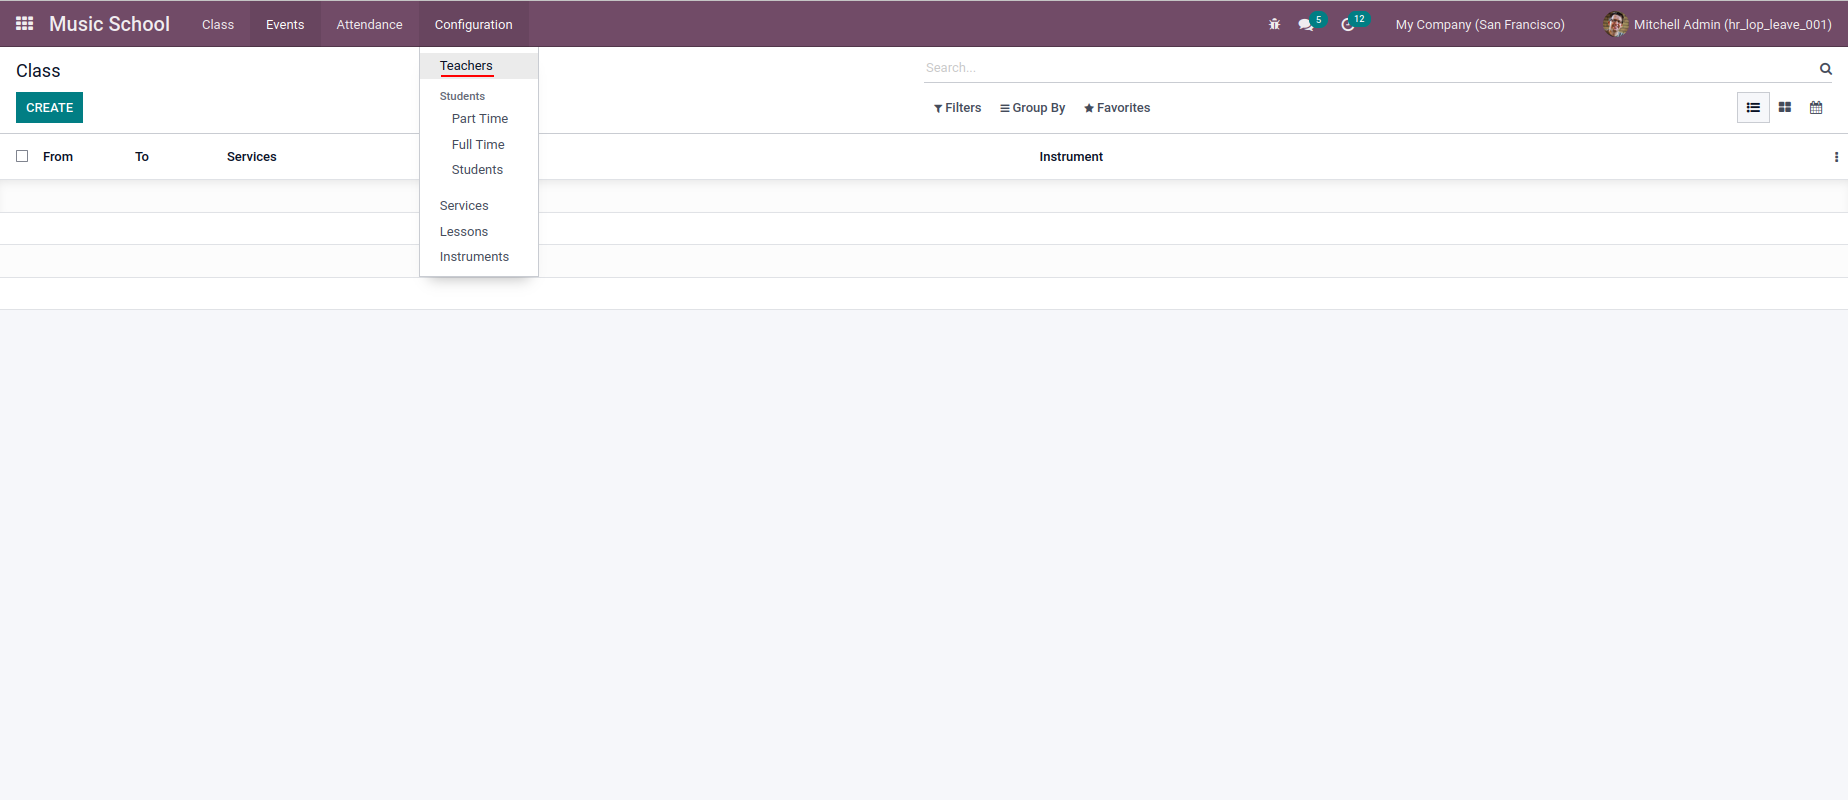 Music School Class Events Attendance Configuration 5 12 My Company (San Francisco) Mitchell Admin (hr_lop_leave_001)
Class
Search...
CREATE
Filters Group By Favorites
Teachers
Students
Part Time
Full Time
Students
Services
Lessons
Instruments
From To Services Instrument